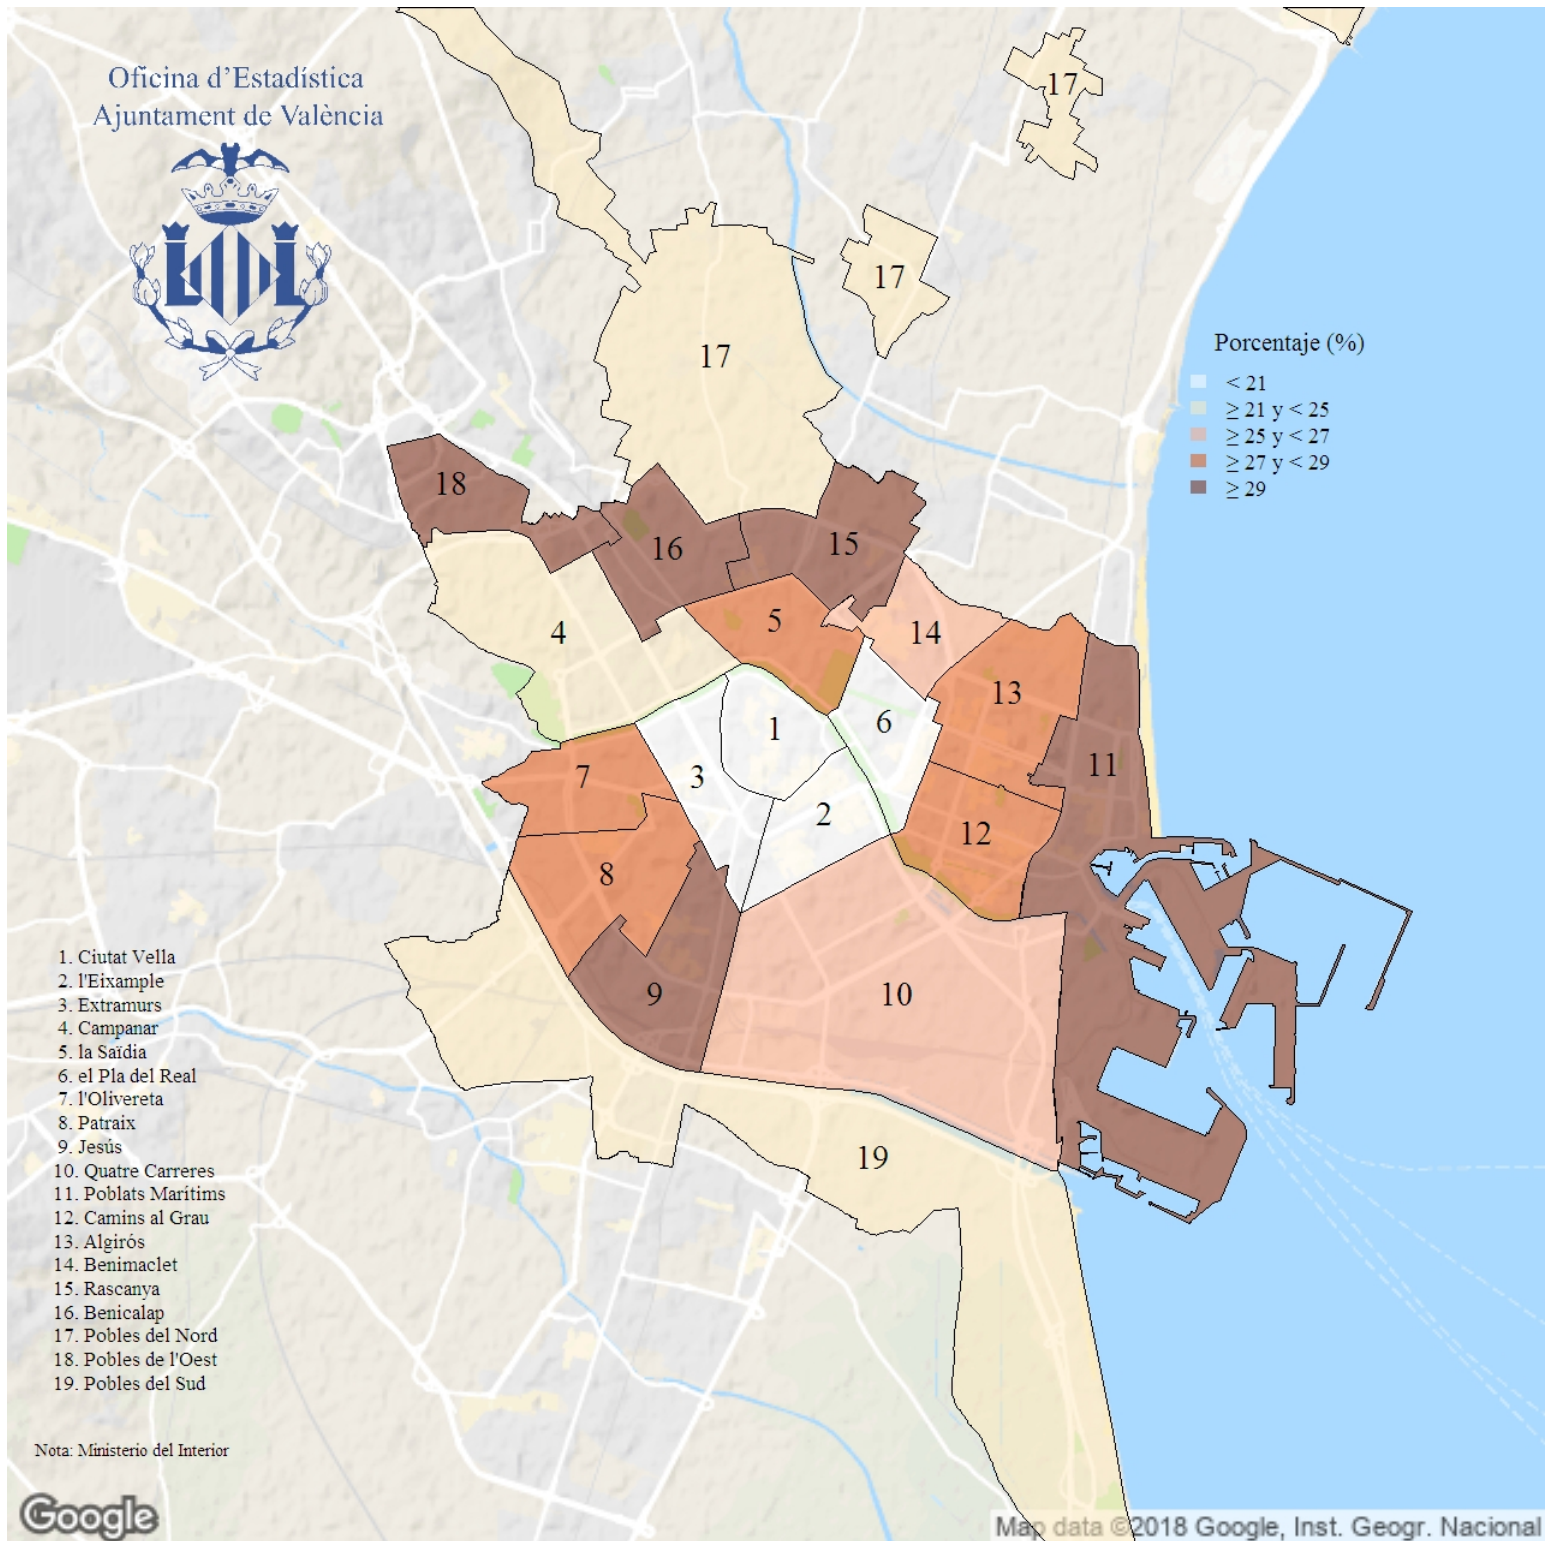 Oficina d'Estadística
Ajuntament de València
17
17
17
Porcentaje (%)
< 21
≥ 21 y < 25
≥ 25 y < 27
≥ 27 y < 29
≥ 29
18
16
15
5
4
14
13
6
1
11
7
3
2
12
8
9
10
19
1. Ciutat Vella
2. l'Eixample
3. Extramurs
4. Campanar
5. la Saïdia
6. el Pla del Real
7. l'Olivereta
8. Patraix
9. Jesús
10. Quatre Carreres
11. Poblats Marítims
12. Camins al Grau
13. Algirós
14. Benimaclet
15. Rascanya
16. Benicalap
17. Pobles del Nord
18. Pobles de l'Oest
19. Pobles del Sud
Nota: Ministerio del Interior
Google
Map data ©2018 Google, Inst. Geogr. Nacional